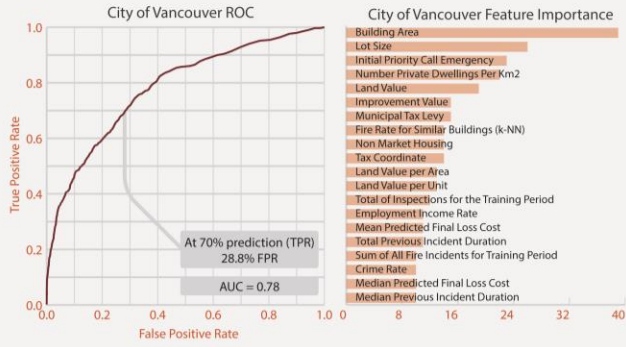 City of Vancouver ROC
1.0
0.8
0.6
0.4
0.2
0.0
True Positive Rate
At 70% prediction (TPR)
28.8% FPR
AUC = 0.78
0.0
0.2
0.4
0.6
0.8
1.0
False Positive Rate
City of Vancouver Feature Importance
Building Area
Lot Size
Initial Priority Call Emergency
Number Private Dwellings Per Km2
Land Value
Improvement Value
Municipal Tax Levy
Fire Rate for Similar Buildings (k-NN)
Non Market Housing
Tax Coordinate
Land Value per Area
Land Value per Unit
Total of Inspections for the Training Period
Employment Income Rate
Mean Predicted Final Loss Cost
Total Previous Incident Duration
Sum of All Fire Incidents for Training Period
Crime Rate
Median Predicted Final Loss Cost
Median Previous Incident Duration
0
8
16
24
32
40